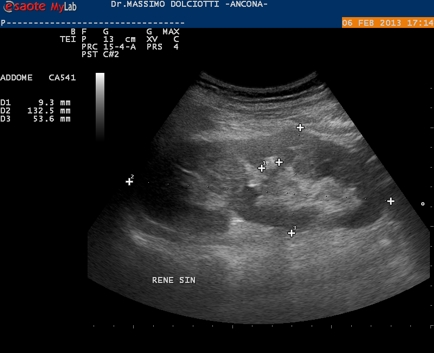 esaote MyLab
Dr.MASSIMO DOLCIOTTI -ANCONA-
P
06 FEB 2013 17:14
B F G G MAX
TEI P 13 cm XV C
PRC 15-4-A PRS 4
PST C#2
ADDOME CA541
D1 9.3 mm
D2 132.5 mm
D3 53.6 mm
RENE SIN